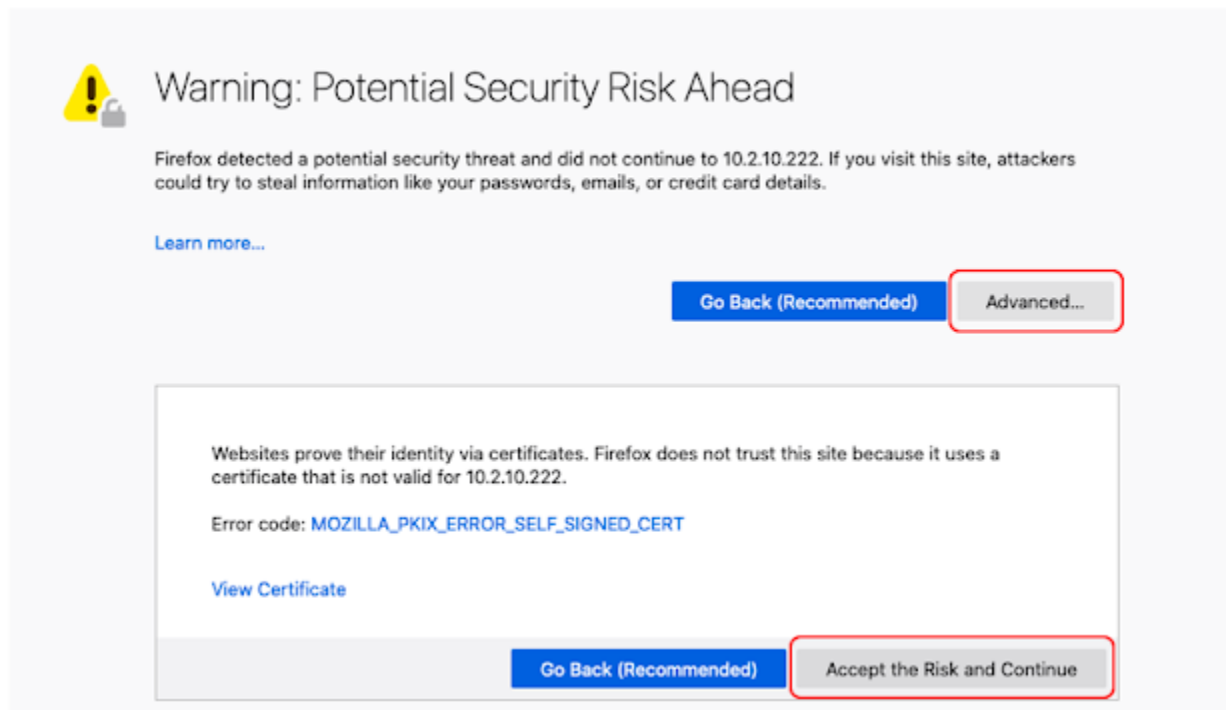 Warning: Potential Security Risk Ahead
Firefox detected a potential security threat and did not continue to 10.2.10.222. If you visit this site, attackers
could try to steal information like your passwords, emails, or credit card details.
Learn more...
Go Back (Recommended) Advanced...
Websites prove their identity via certificates. Firefox does not trust this site because it uses a
certificate that is not valid for 10.2.10.222.
Error code: MOZILLA_PKIX_ERROR_SELF_SIGNED_CERT
View Certificate
Go Back (Recommended) Accept the Risk and Continue